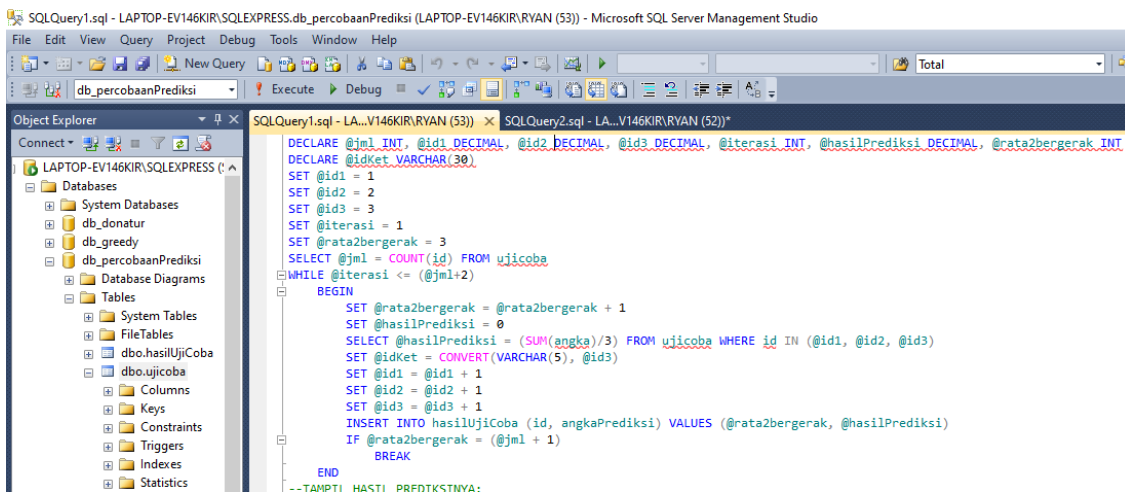 SQLQuery1.sql - LAPTOP-EV146KIR\SQLEXPRESS.db_percobaanPrediksi (LAPTOP-EV146KIR\RYAN (53)) - Microsoft SQL Server Management Studio
File Edit View Query Project Debug Tools Window Help
New Query Total
db_percobaanPrediksi Execute Debug
Object Explorer
SQLQuery1.sql - LA...V146KIR\RYAN (53)) SQLQuery2.sql - LA...V146KIR\RYAN (52))*
Connect
LAPTOP-EV146KIR\SQLEXPRESS (
Databases
System Databases
db_donatur
db_greedy
db_percobaanPrediksi
Database Diagrams
Tables
System Tables
FileTables
dbo.hasilUjiCoba
dbo.ujicoba
Columns
Keys
Constraints
Triggers
Indexes
Statistics
DECLARE @jml INT, @id1 DECIMAL, @id2 DECIMAL, @id3 DECIMAL, @iterasi INT, @hasilPrediksi DECIMAL, @rata2bergerak INT
DECLARE @idKet VARCHAR(30)
SET @id1 = 1
SET @id2 = 2
SET @id3 = 3
SET @iterasi = 1
SET @rata2bergerak = 3
SELECT @jml = COUNT(id) FROM ujicoba
WHILE @iterasi <= (@jml+2)
BEGIN
SET @rata2bergerak = @rata2bergerak + 1
SET @hasilPrediksi = 0
SELECT @hasilPrediksi = (SUM(angka)/3) FROM ujicoba WHERE id IN (@id1, @id2, @id3)
SET @idKet = CONVERT(VARCHAR(5), @id3)
SET @id1 = @id1 + 1
SET @id2 = @id2 + 1
SET @id3 = @id3 + 1
INSERT INTO hasilUjiCoba (id, angkaPrediksi) VALUES (@rata2bergerak, @hasilPrediksi)
IF @rata2bergerak = (@jml + 1)
BREAK
END
--TAMPIL HASIL PREDIKSINYA: